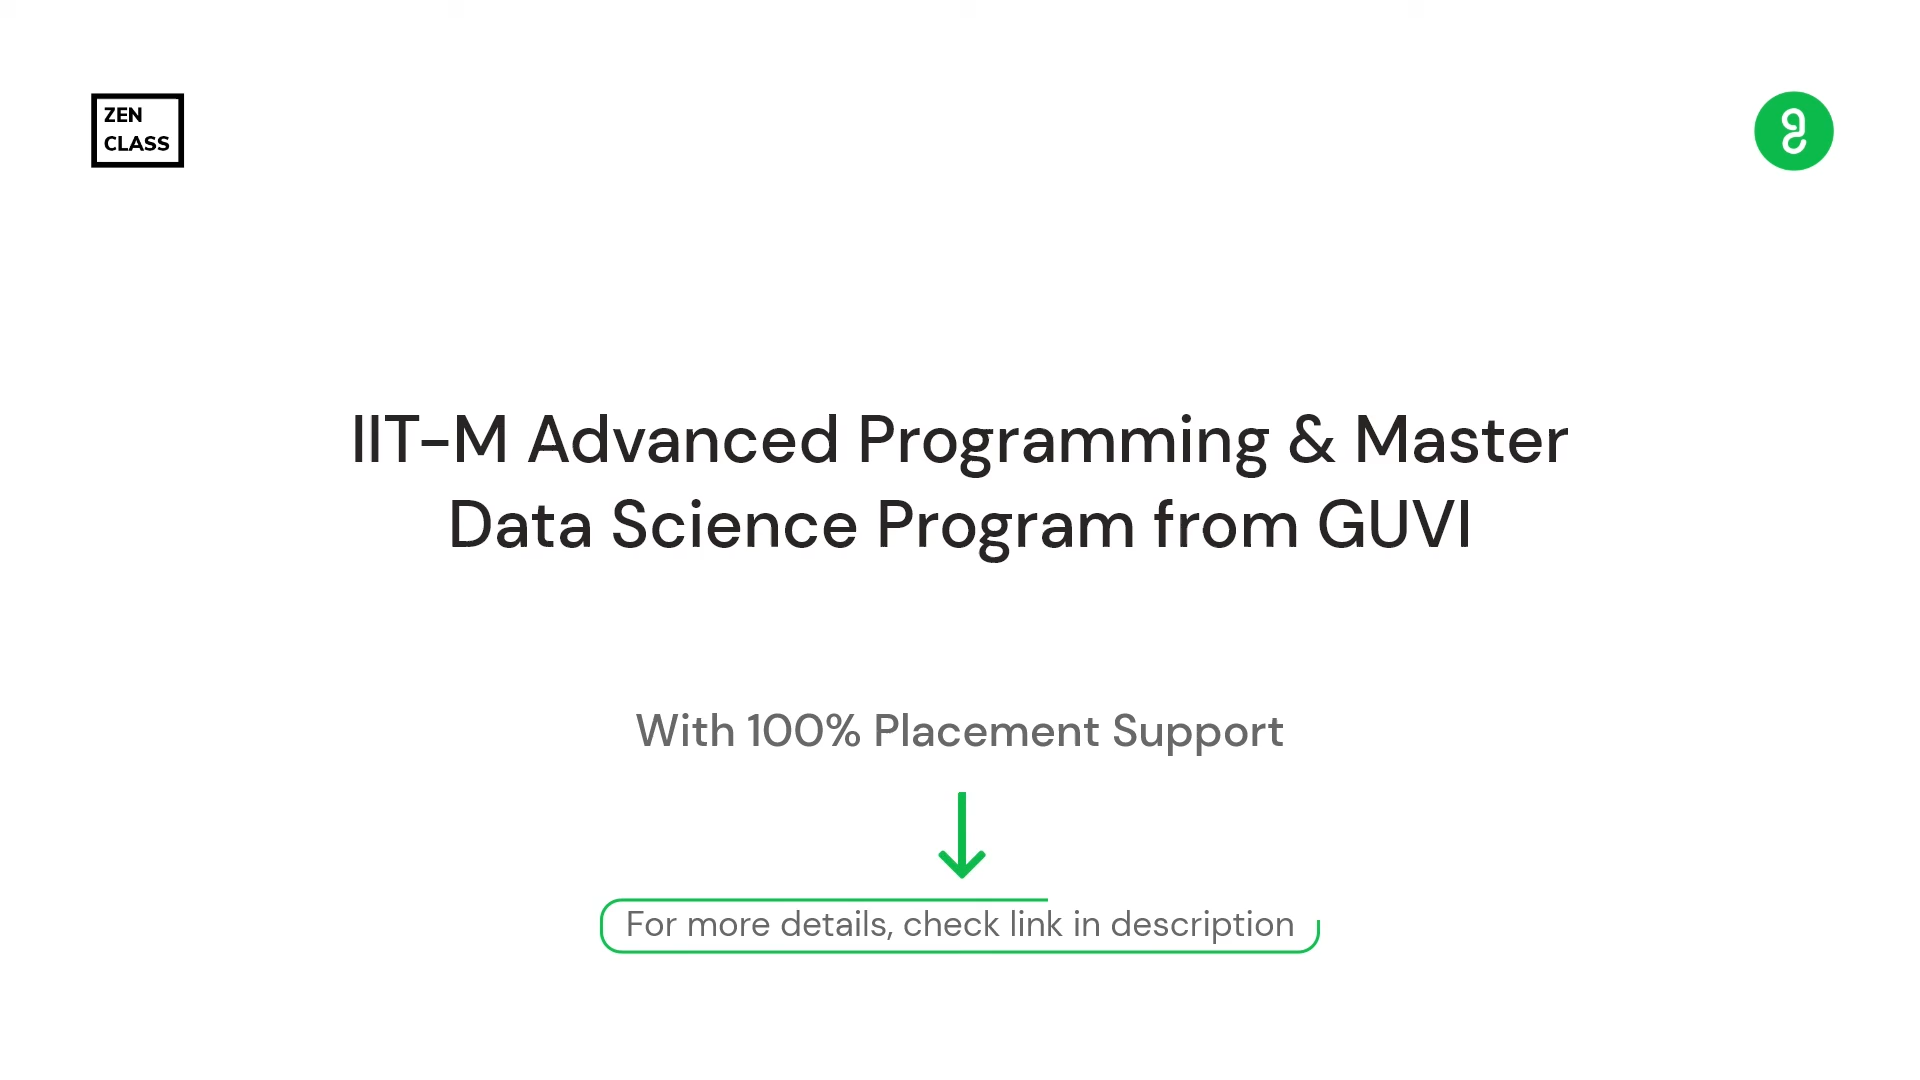 ZEN
CLASS
IIT-M Advanced Programming & Master
Data Science Program from GUVI
With 100% Placement Support
For more details, check link in description